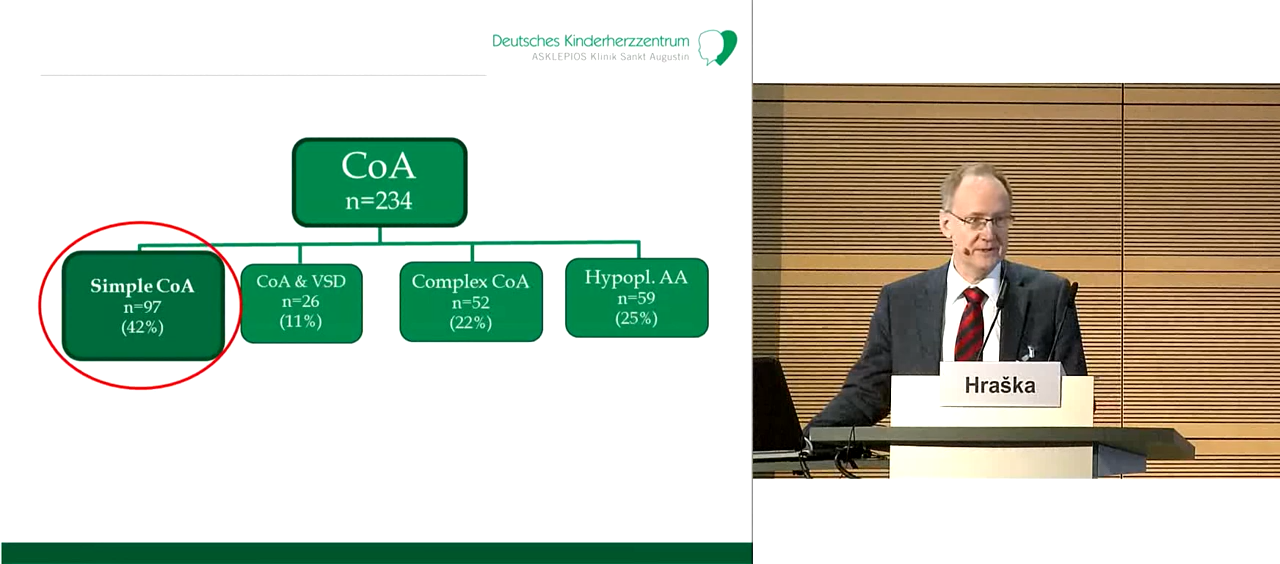 Deutsches Kinderherzzentrum
ASKLEPIOS Klinik Sankt Augustin
CoA
n=234
Simple CoA
n=97
(42%)
CoA & VSD
n=26
(11%)
Complex CoA
n=52
(22%)
Hypopl. AA
n=59
(25%)
Hraška